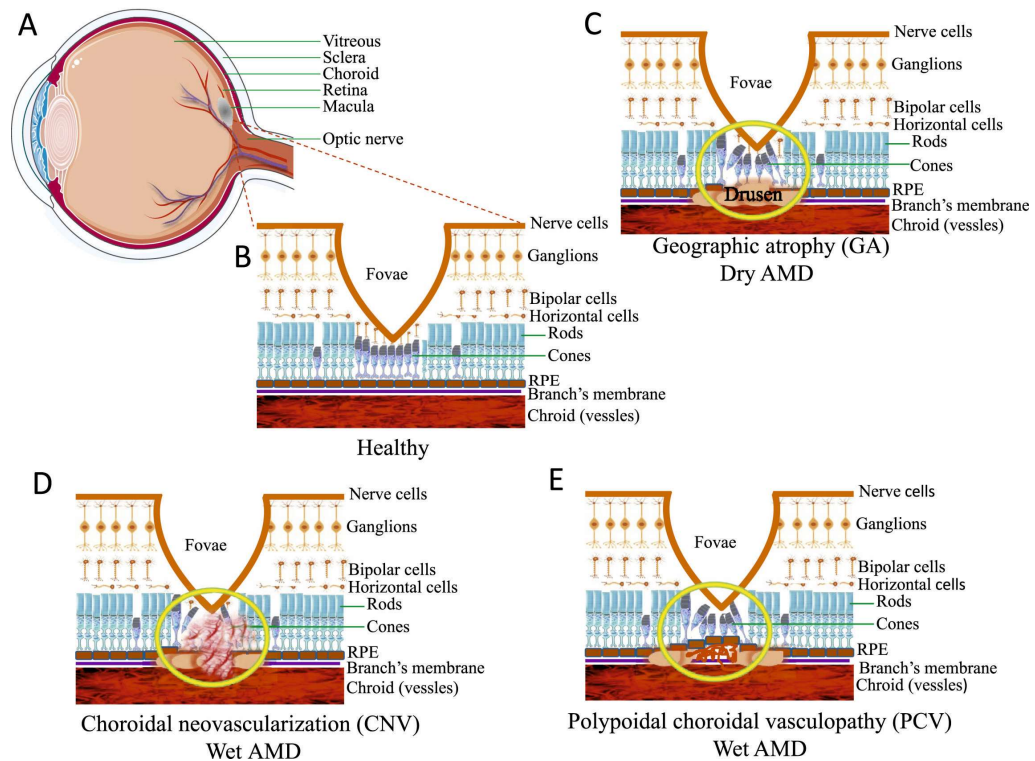 A
Vitreous
Sclera
Choroid
Retina
Macula
Optic nerve
B
Nerve cells
Ganglions
Fovae
Bipolar cells
Horizontal cells
Rods
Cones
RPE
Branch's membrane
Chroid (vessles)
Healthy
C
Nerve cells
Ganglions
Fovae
Bipolar cells
Horizontal cells
Rods
Cones
RPE
Drusen
Branch's membrane
Chroid (vessles)
Geographic atrophy (GA)
Dry AMD
D
Nerve cells
Ganglions
Fovae
Bipolar cells
Horizontal cells
Rods
Cones
RPE
Branch's membrane
Chroid (vessles)
Choroidal neovascularization (CNV)
Wet AMD
E
Nerve cells
Ganglions
Fovae
Bipolar cells
Horizontal cells
Rods
Cones
RPE
Branch's membrane
Chroid (vessles)
Polypoidal choroidal vasculopathy (PCV)
Wet AMD